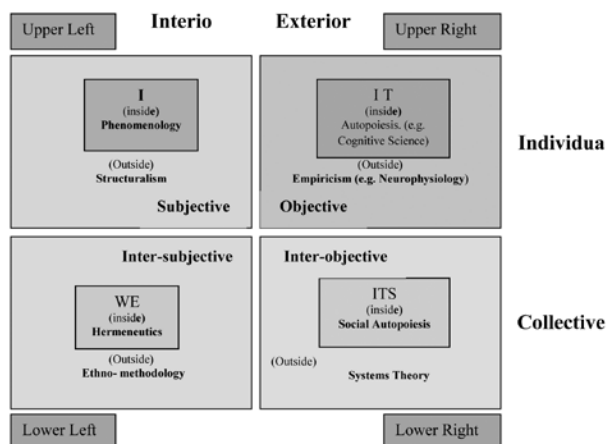 Upper Left
Interio
Exterior
Upper Right
I
(inside)
Phenomenology
(Outside)
Structuralism
Subjective
I T
(inside)
Autopoiesis. (e.g.
Cognitive Science)
(Outside)
Empiricism (e.g. Neurophysiology)
Objective
Individua
Inter-subjective
WE
(inside)
Hermeneutics
(Outside)
Ethno- methodology
Inter-objective
ITS
(inside)
Social Autopoiesis
(Outside)
Systems Theory
Collective
Lower Left
Lower Right